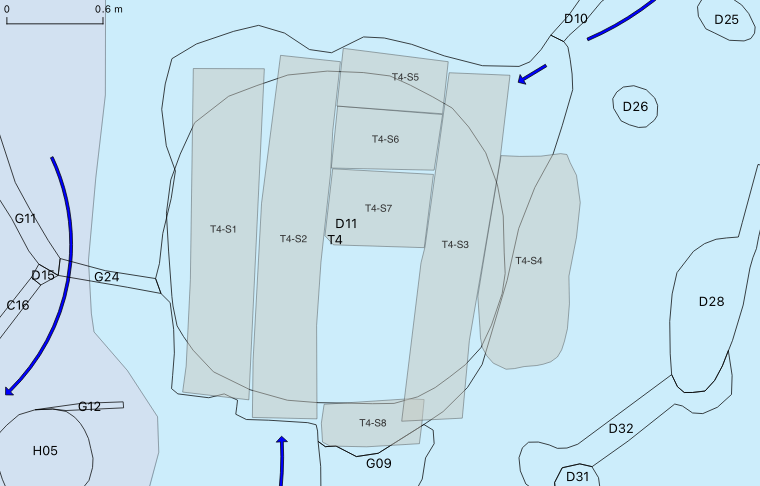 0 0.6 m
D10
D25
T4-S5
D26
T4-S6
T4-S7
G11
D11
T4-S1
T4-S2
T4
T4-S3
T4-S4
D15
G24
C16
D28
G12
T4-S8
D32
H05
G09
D31